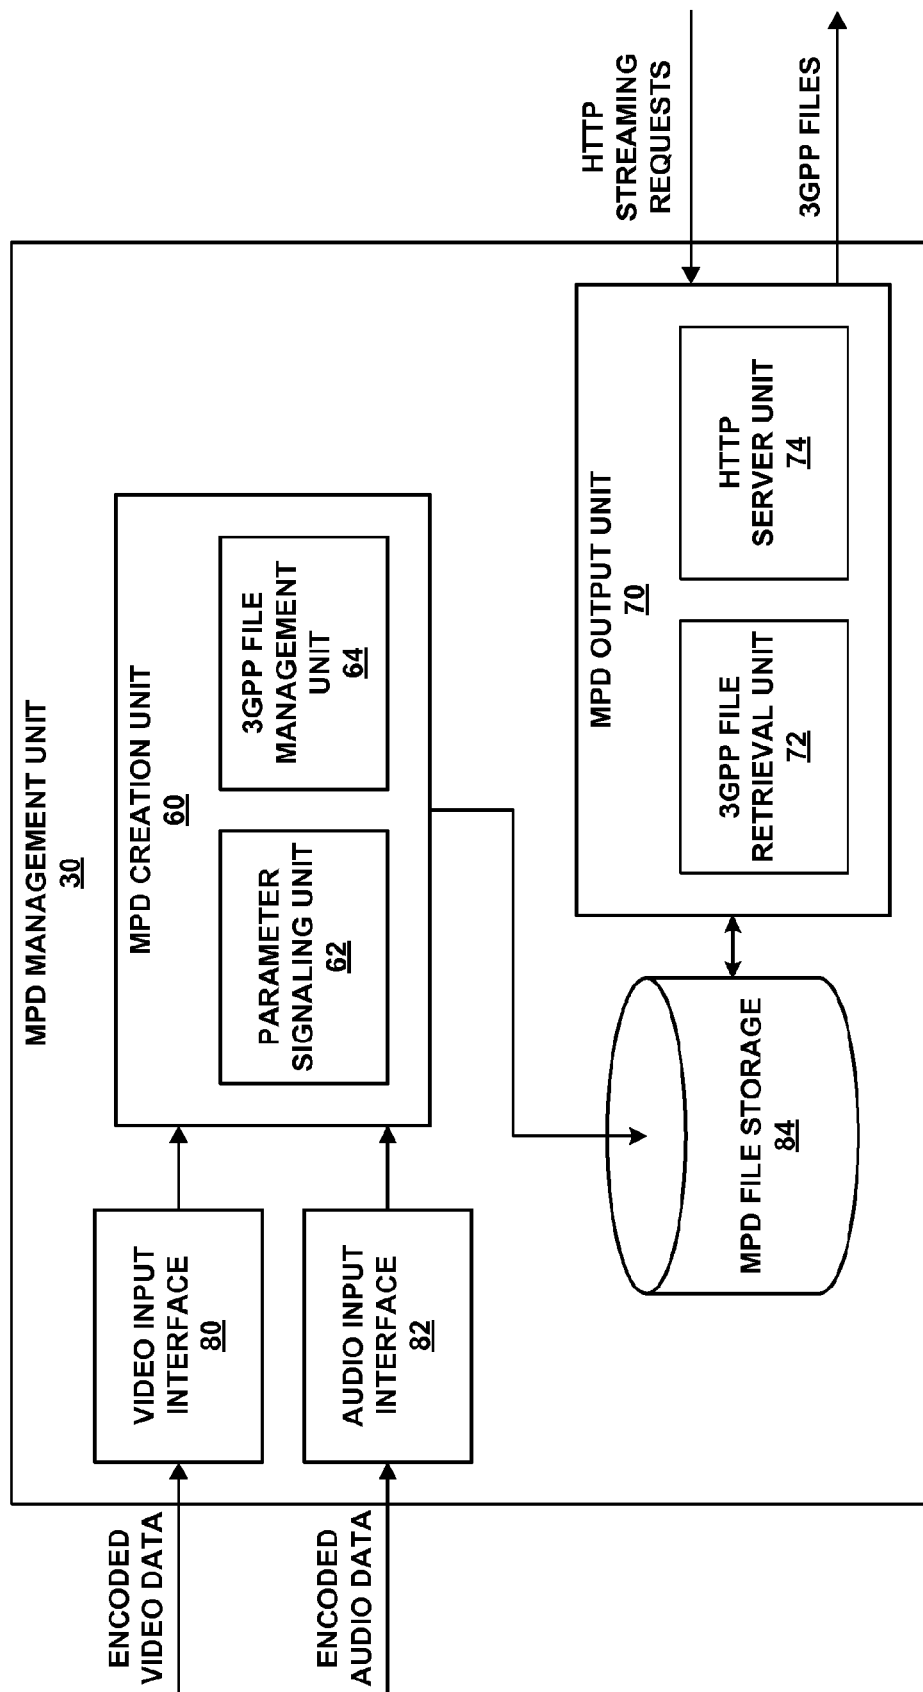 MPD MANAGEMENT UNIT
30
ENCODED
VIDEO DATA
VIDEO INPUT
INTERFACE
80
ENCODED
AUDIO DATA
AUDIO INPUT
INTERFACE
82
MPD CREATION UNIT
60
PARAMETER
SIGNALING UNIT
62
3GPP FILE
MANAGEMENT
UNIT
64
MPD FILE STORAGE
84
MPD OUTPUT UNIT
70
3GPP FILE
RETRIEVAL UNIT
72
HTTP
SERVER UNIT
74
HTTP
STREAMING
REQUESTS
3GPP FILES